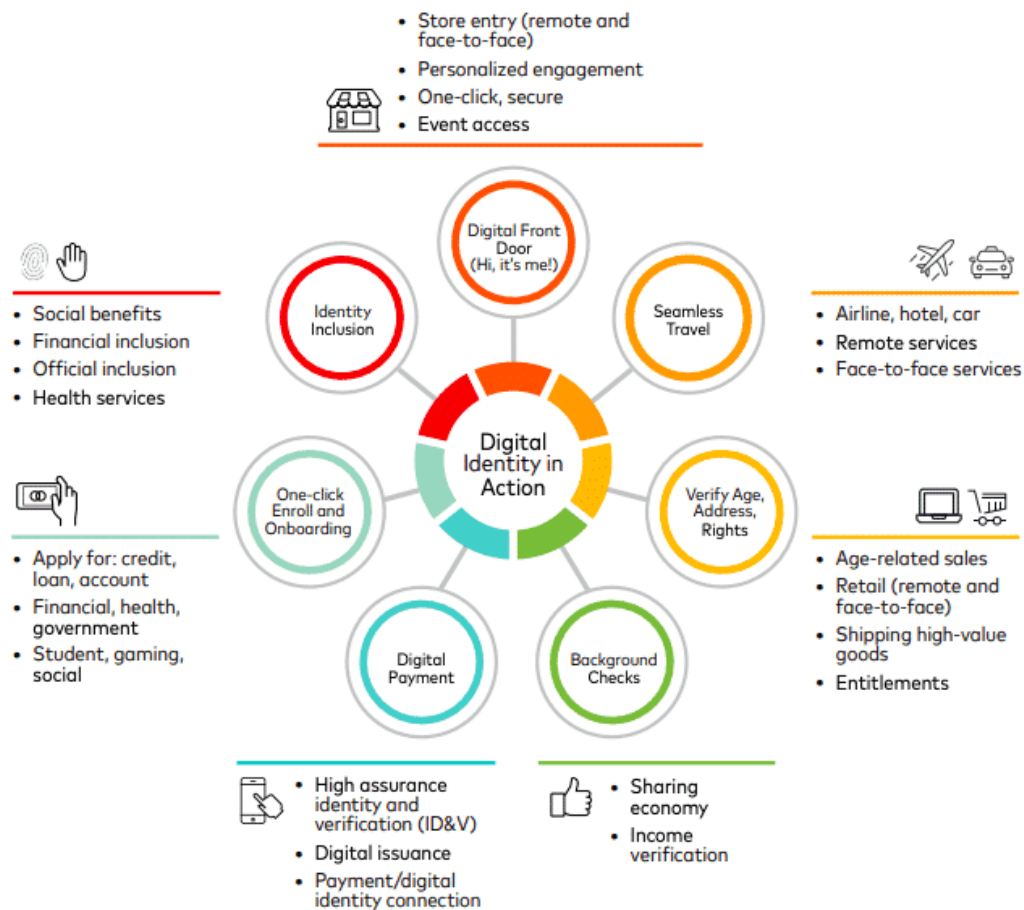 • Store entry (remote and
face-to-face)
• Personalized engagement
• One-click, secure
• Event access
Digital Front
Door
(Hi, it's me!)
Identity
Inclusion
Seamless
Travel
• Social benefits
• Financial inclusion
• Official inclusion
• Health services
• Airline, hotel, car
• Remote services
• Face-to-face services
Digital
Identity in
Action
One-click
Enroll and
Onboarding
Verify Age,
Address,
Rights
• Apply for: credit,
loan, account
• Financial, health,
government
• Student, gaming,
social
• Age-related sales
• Retail (remote and
face-to-face)
• Shipping high-value
goods
• Entitlements
Digital
Payment
Background
Checks
• High assurance
identity and
verification (ID&V)
• Digital issuance
• Payment/digital
identity connection
• Sharing
economy
• Income
verification